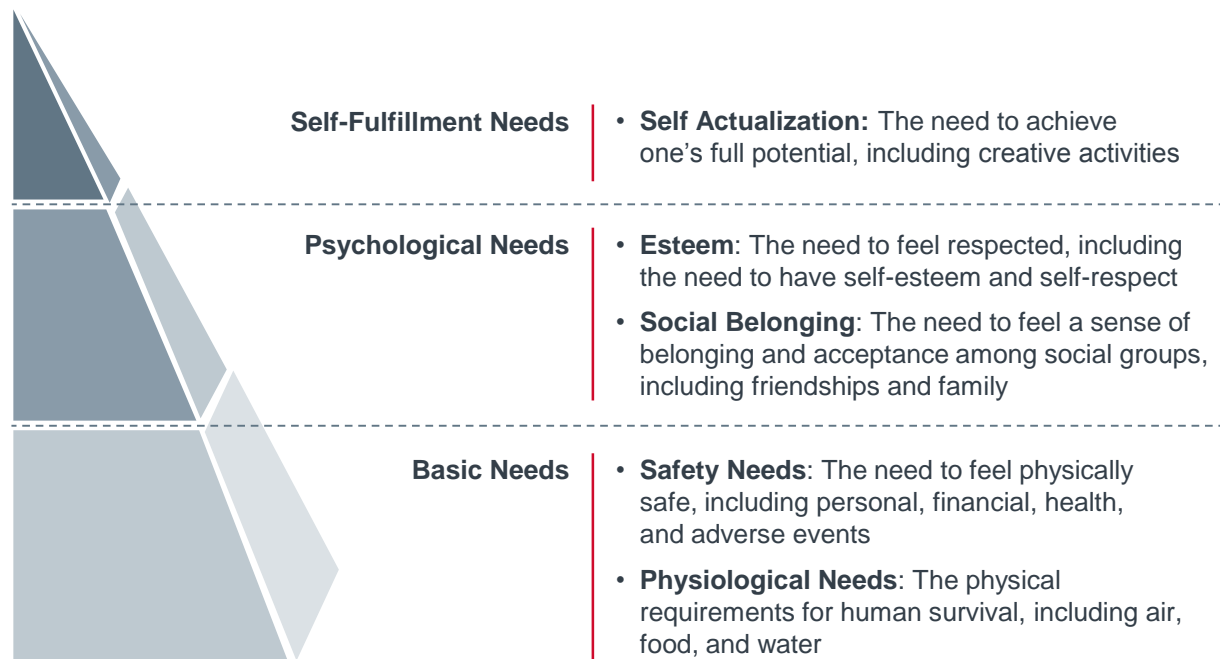 Self-Fulfillment Needs
• Self Actualization: The need to achieve
one’s full potential, including creative activities
Psychological Needs
• Esteem: The need to feel respected, including
the need to have self-esteem and self-respect
• Social Belonging: The need to feel a sense of
belonging and acceptance among social groups,
including friendships and family
Basic Needs
• Safety Needs: The need to feel physically
safe, including personal, financial, health,
and adverse events
• Physiological Needs: The physical
requirements for human survival, including air,
food, and water